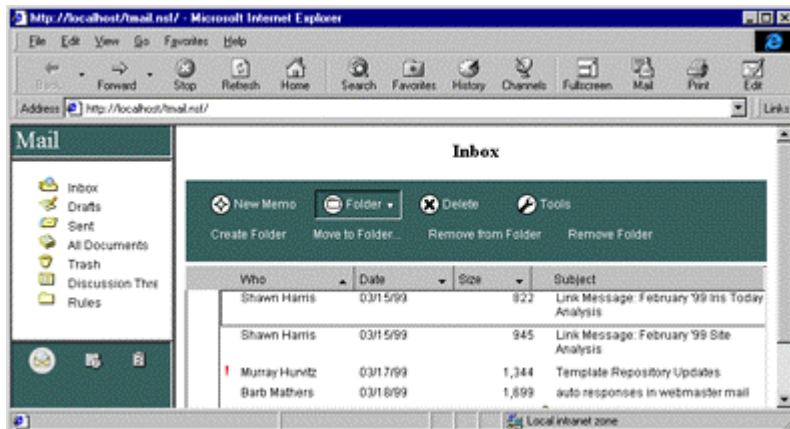 http://localhost/tmail.nsf/ - Microsoft Internet Explorer
File Edit View Go Favorites Help
Back Forward Stop Refresh Home Search Favorites History Channels Fullscreen Mail Print Edit
Address http://localhost/tmail.nsf/ Links
Mail
Inbox
Drafts
Sent
All Documents
Trash
Discussion Thre
Rules
Inbox
New Memo Folder Delete Tools
Create Folder Move to Folder... Remove from Folder Remove Folder
Who Date Size Subject
Shawn Harris 03/15/99 822 Link Message: February '99 Iris Today
Analysis
Shawn Harris 03/15/99 945 Link Message: February '99 Site
Analysis
! Murray Hurvitz 03/17/99 1,344 Template Repository Updates
Barb Mathers 03/18/99 1,699 auto responses in webmaster mail
Local intranet zone